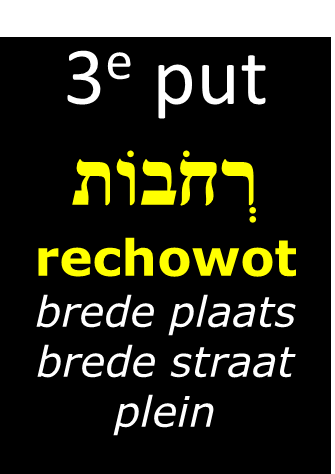 3e put
רְחֹבוֹת
rechowot
brede plaats
brede straat
plein